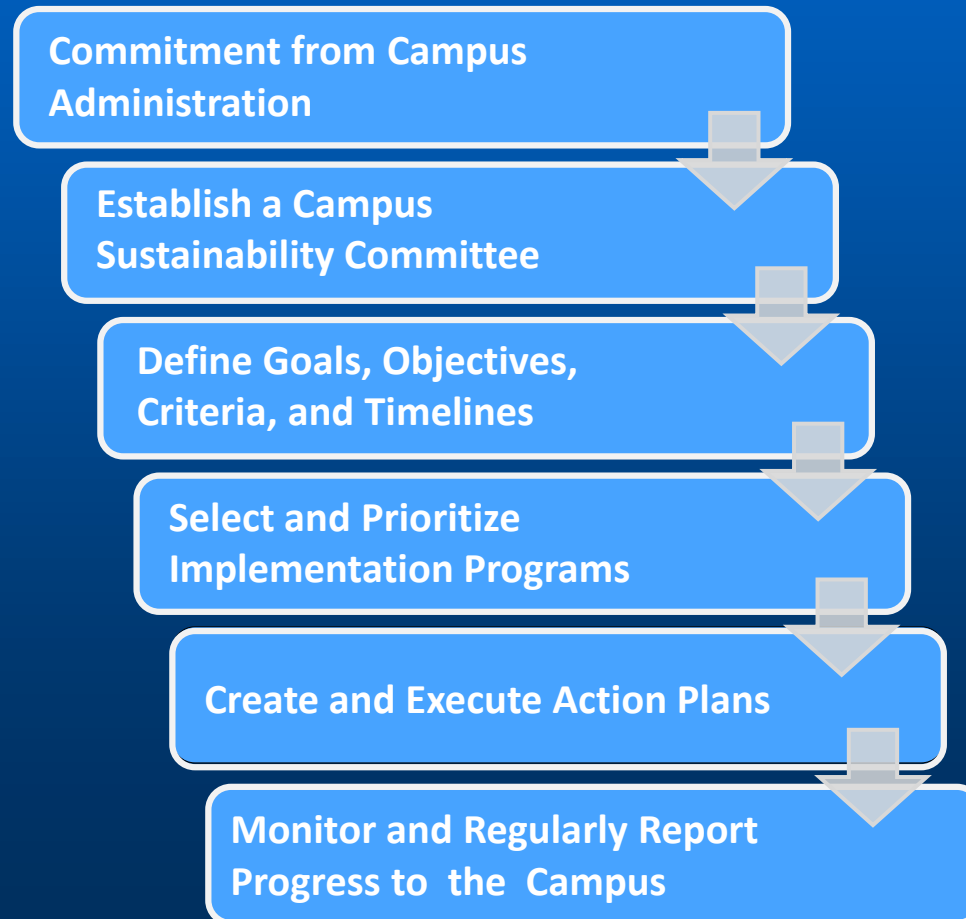 Commitment from Campus
Administration
Establish a Campus
Sustainability Committee
Define Goals, Objectives,
Criteria, and Timelines
Select and Prioritize
Implementation Programs
Create and Execute Action Plans
Monitor and Regularly Report
Progress to  the  Campus